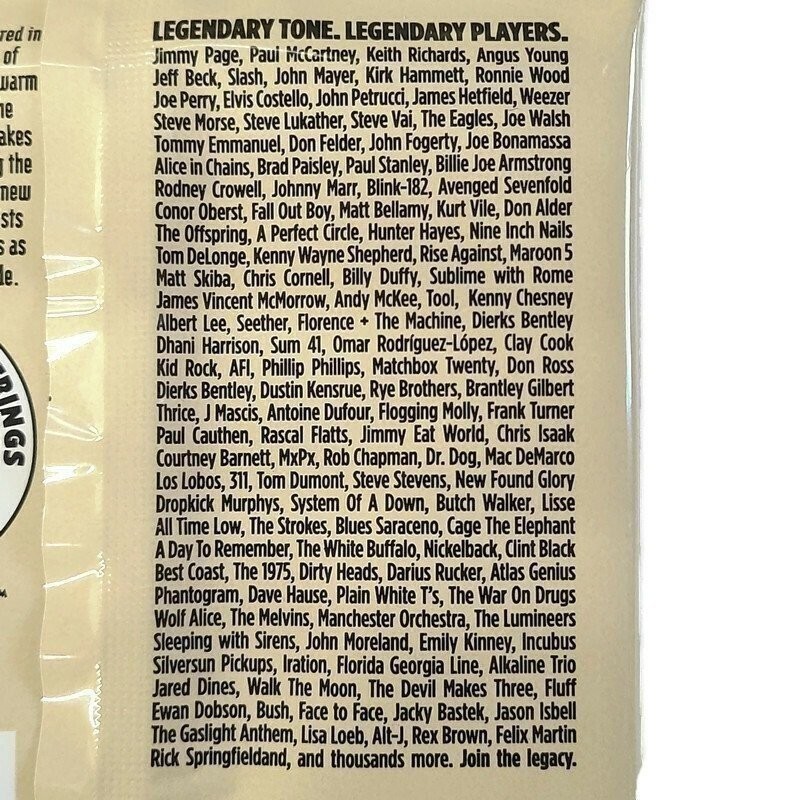 red in
of
warm
akes
the
new
sts
s as
le.
RINGS
LEGENDARY TONE. LEGENDARY PLAYERS.
Jimmy Page, Paul McCartney, Keith Richards, Angus Young
Jeff Beck, Slash, John Mayer, Kirk Hammett, Ronnie Wood
Joe Perry, Elvis Costello, John Petrucci, James Hetfield, Weezer
Steve Morse, Steve Lukather, Steve Vai, The Eagles, Joe Walsh
Tommy Emmanuel, Don Felder, John Fogerty, Joe Bonamassa
Alice in Chains, Brad Paisley, Paul Stanley, Billie Joe Armstrong
Rodney Crowell, Johnny Marr, Blink-182, Avenged Sevenfold
Conor Oberst, Fall Out Boy, Matt Bellamy, Kurt Vile, Don Alder
The Offspring, A Perfect Circle, Hunter Hayes, Nine Inch Nails
Tom DeLonge, Kenny Wayne Shepherd, Rise Against, Maroon 5
Matt Skiba, Chris Cornell, Billy Duffy, Sublime with Rome
James Vincent McMorrow, Andy McKee, Tool, Kenny Chesney
Albert Lee, Seether, Florence + The Machine, Dierks Bentley
Dhani Harrison, Sum 41, Omar Rodríguez-López, Clay Cook
Kid Rock, AFI, Phillip Phillips, Matchbox Twenty, Don Ross
Dierks Bentley, Dustin Kensrue, Rye Brothers, Brantley Gilbert
Thrice, J Mascis, Antoine Dufour, Flogging Molly, Frank Turner
Paul Cauthen, Rascal Flatts, Jimmy Eat World, Chris Isaak
Courtney Barnett, MxPx, Rob Chapman, Dr. Dog, Mac DeMarco
Los Lobos, 311, Tom Dumont, Steve Stevens, New Found Glory
Dropkick Murphys, System Of A Down, Butch Walker, Lisse
All Time Low, The Strokes, Blues Saraceno, Cage The Elephant
A Day To Remember, The White Buffalo, Nickelback, Clint Black
Best Coast, The 1975, Dirty Heads, Darius Rucker, Atlas Genius
Phantogram, Dave Hause, Plain White T's, The War On Drugs
Wolf Alice, The Melvins, Manchester Orchestra, The Lumineers
Sleeping with Sirens, John Moreland, Emily Kinney, Incubus
Silversun Pickups, Iration, Florida Georgia Line, Alkaline Trio
Jared Dines, Walk The Moon, The Devil Makes Three, Fluff
Ewan Dobson, Bush, Face to Face, Jacky Bastek, Jason Isbell
The Gaslight Anthem, Lisa Loeb, Alt-J, Rex Brown, Felix Martin
Rick Springfieldand, and thousands more. Join the legacy.